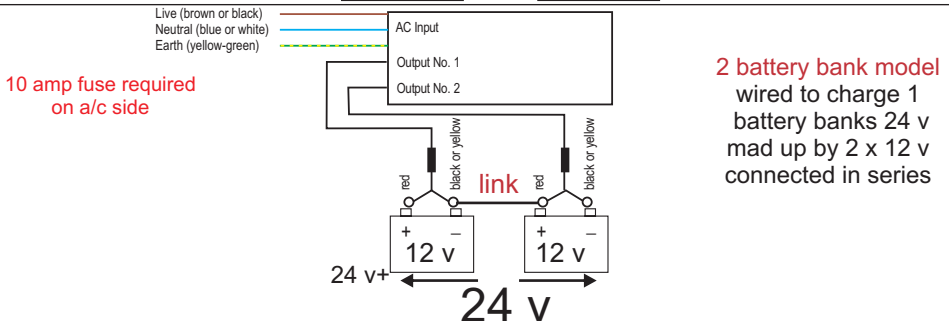 Live (brown or black)
Neutral (blue or white)
Earth (yellow-green)
AC Input
Output No. 1
Output No. 2
10 amp fuse required
on a/c side
2 battery bank model
wired to charge 1
battery banks 24 v
mad up by 2 x 12 v
connected in series
red
black or yellow
link
red
black or yellow
+ –
12 v
+ –
12 v
24 v+
24 v